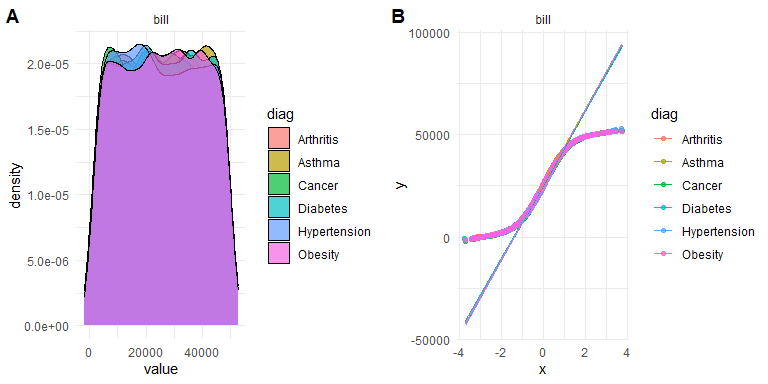 A
bill
2.0e-05
1.5e-05
1.0e-05
5.0e-06
0.0e+00
density
0
20000
40000
value
diag
Arthritis
Asthma
Cancer
Diabetes
Hypertension
Obesity
B
bill
100000
50000
0
-50000
y
-4
-2
0
2
4
x
diag
Arthritis
Asthma
Cancer
Diabetes
Hypertension
Obesity